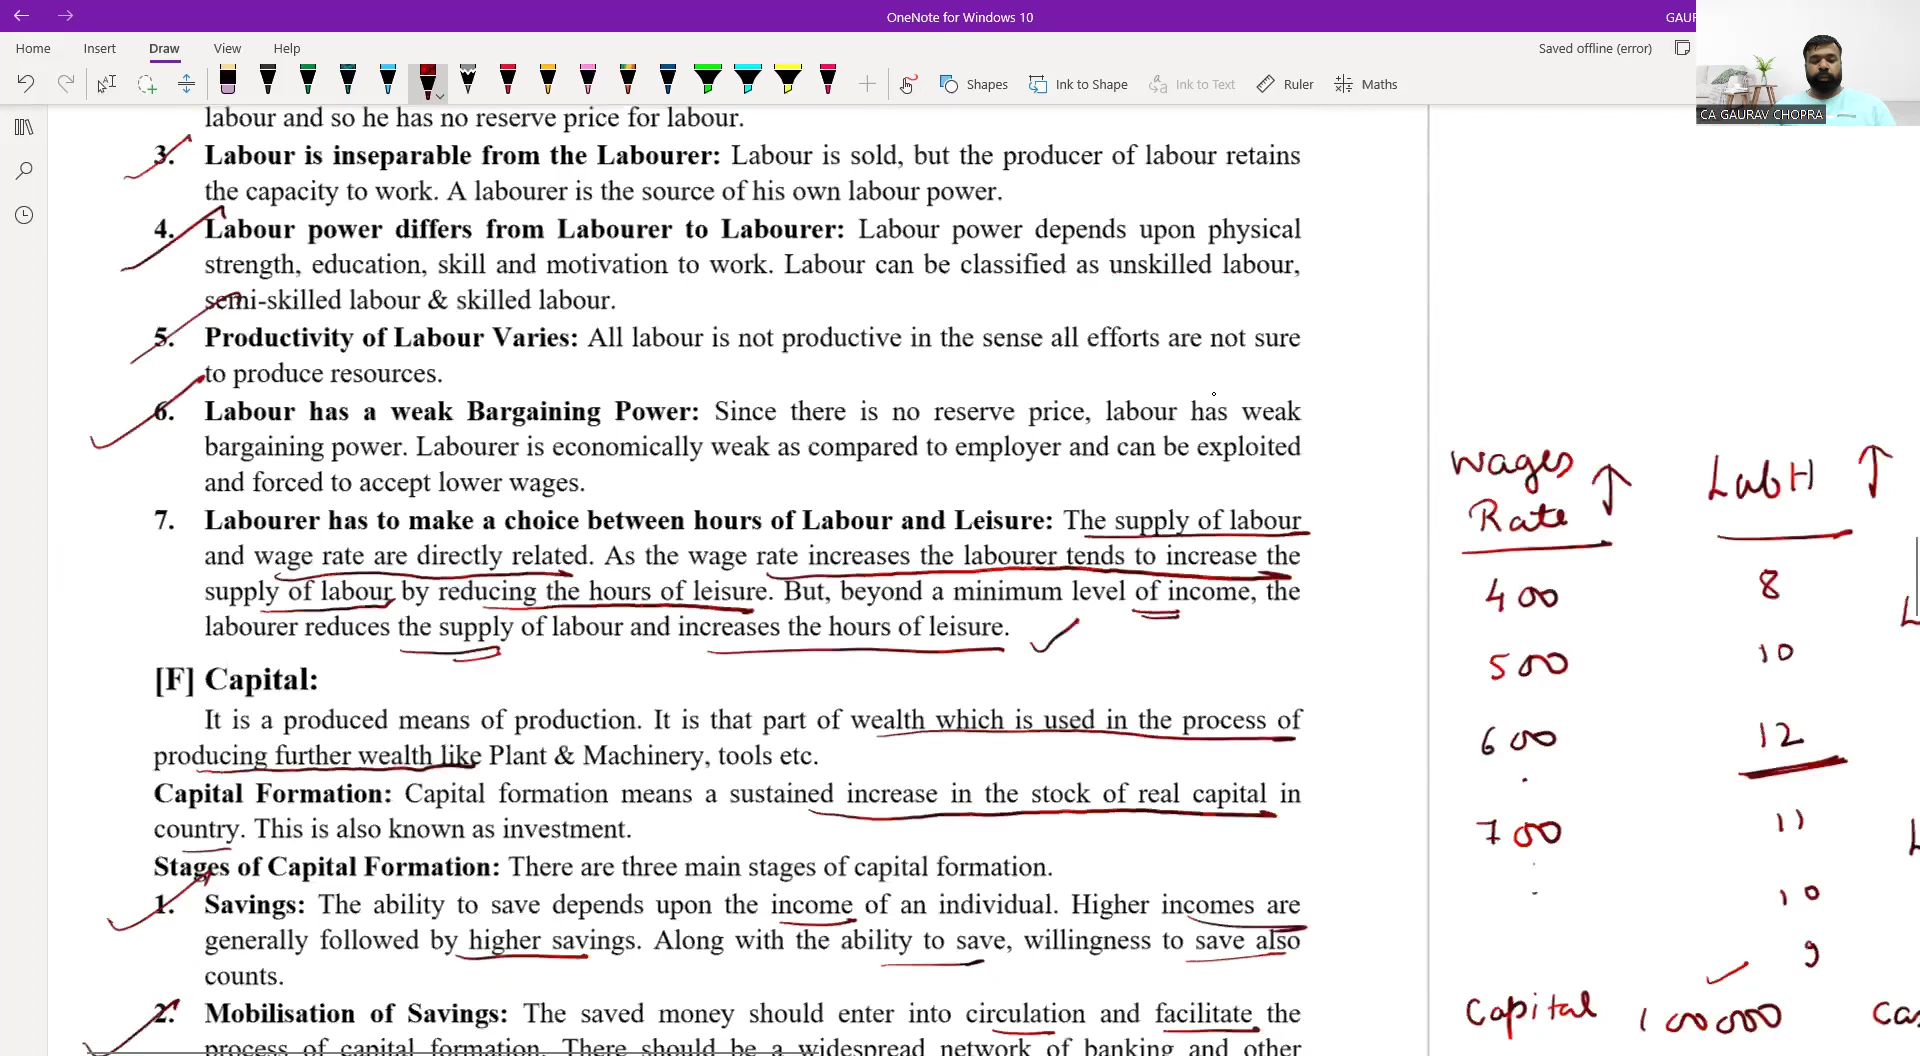 OneNote for Windows 10
Home Insert Draw View Help
Saved offline (error)
Shapes Ink to Shape Ink to Text Ruler Maths
CA GAURAV CHOPRA
labour and so he has no reserve price for labour.
3. Labour is inseparable from the Labourer: Labour is sold, but the producer of labour retains
the capacity to work. A labourer is the source of his own labour power.
4. Labour power differs from Labourer to Labourer: Labour power depends upon physical
strength, education, skill and motivation to work. Labour can be classified as unskilled labour,
semi-skilled labour & skilled labour.
5. Productivity of Labour Varies: All labour is not productive in the sense all efforts are not sure
to produce resources.
6. Labour has a weak Bargaining Power: Since there is no reserve price, labour has weak
bargaining power. Labourer is economically weak as compared to employer and can be exploited
and forced to accept lower wages.
7. Labourer has to make a choice between hours of Labour and Leisure: The supply of labour
and wage rate are directly related. As the wage rate increases the labourer tends to increase the
supply of labour by reducing the hours of leisure. But, beyond a minimum level of income, the
labourer reduces the supply of labour and increases the hours of leisure.
[F] Capital:
It is a produced means of production. It is that part of wealth which is used in the process of
producing further wealth like Plant & Machinery, tools etc.
Capital Formation: Capital formation means a sustained increase in the stock of real capital in
country. This is also known as investment.
Stages of Capital Formation: There are three main stages of capital formation.
1. Savings: The ability to save depends upon the income of an individual. Higher incomes are
generally followed by higher savings. Along with the ability to save, willingness to save also
counts.
2. Mobilisation of Savings: The saved money should enter into circulation and facilitate the
process of capital formation. There should be a widespread network of banking and other
Wages Rate ↑ LabH ↑
400 8
500 10
600 12
700 11
10
9
Capital 100000